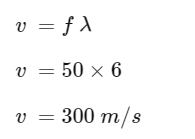 v = f λ
v = 50 × 6
v = 300 m/s